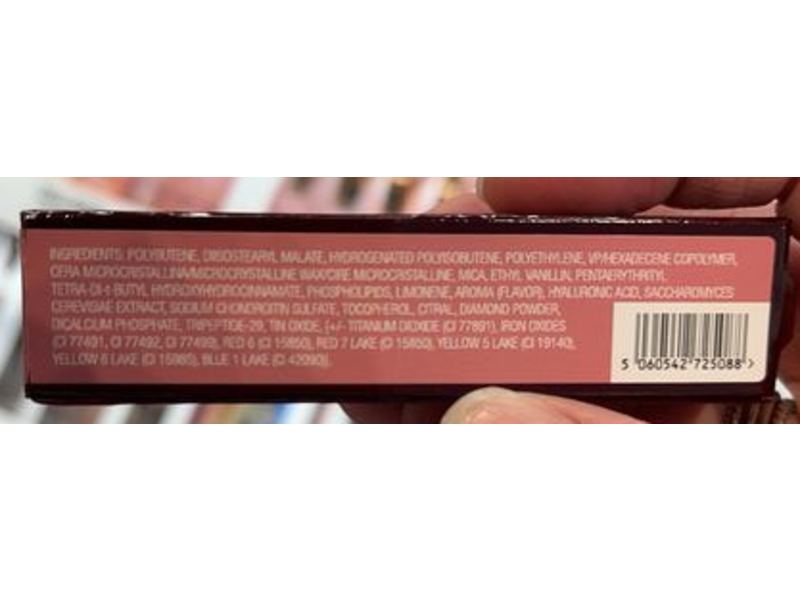 INGREDIENTS: POLYBUTENE, DIISOSTEARYL MALATE, HYDROGENATED POLYISOBUTENE, POLYETHYLENE, VP/HEXADECENE COPOLYMER,
CERA MICROCRISTALLINA/MICROCRYSTALLINE WAX/CIRE MICROCRISTALLINE, MICA, ETHYL VANILLIN, PENTAERYTHRITYL
TETRA-DI-t-BUTYL HYDROXYHYDROCINNAMATE, PHOSPHOLIPIDS, LIMONENE, AROMA (FLAVOR), HYALURONIC ACID, SACCHAROMYCES
CEREVISIAE EXTRACT, SODIUM CHONDROITIN SULFATE, TOCOPHEROL, CITRAL, DIAMOND POWDER,
DICALCIUM PHOSPHATE, TRIPEPTIDE-29, TIN OXIDE, [+/- TITANIUM DIOXIDE (CI 77891), IRON OXIDES
(CI 77491, CI 77492, CI 77499), RED 6 (CI 15850), RED 7 LAKE (CI 15850), YELLOW 5 LAKE (CI 19140),
YELLOW 6 LAKE (CI 15985), BLUE 1 LAKE (CI 42090)].
5 060542 725088 >